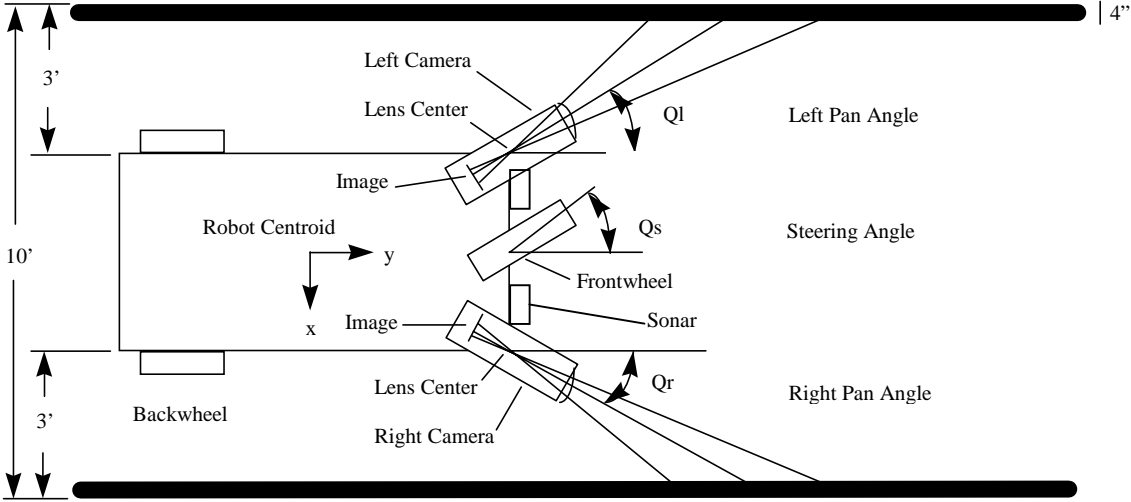 4”
3’
Left Camera
Lens Center
Ql
Left Pan Angle
Image
Robot Centroid
Qs
Steering Angle
10’
y
Frontwheel
x
Image
Sonar
Lens Center
Qr
Right Pan Angle
3’
Backwheel
Right Camera